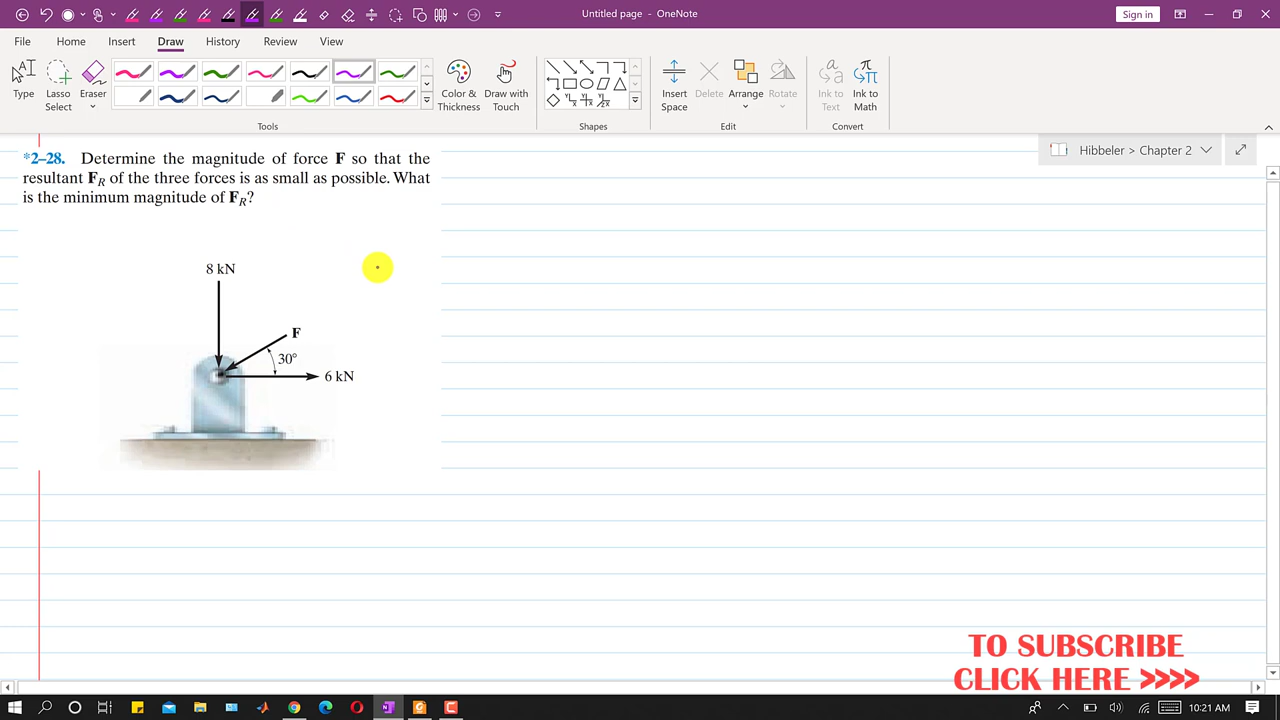 Untitled page - OneNote
Sign in
File
Home
Insert
Draw
History
Review
View
Type
Lasso
Select
Eraser
Color &
Thickness
Draw with
Touch
Insert
Space
Delete
Arrange
Rotate
Ink to
Text
Ink to
Math
Tools
Shapes
Edit
Convert
Hibbeler > Chapter 2
*2–28. Determine the magnitude of force F so that the
resultant FR of the three forces is as small as possible. What
is the minimum magnitude of FR?
8 kN
F
30°
6 kN
TO SUBSCRIBE
CLICK HERE >>>>
10:21 AM